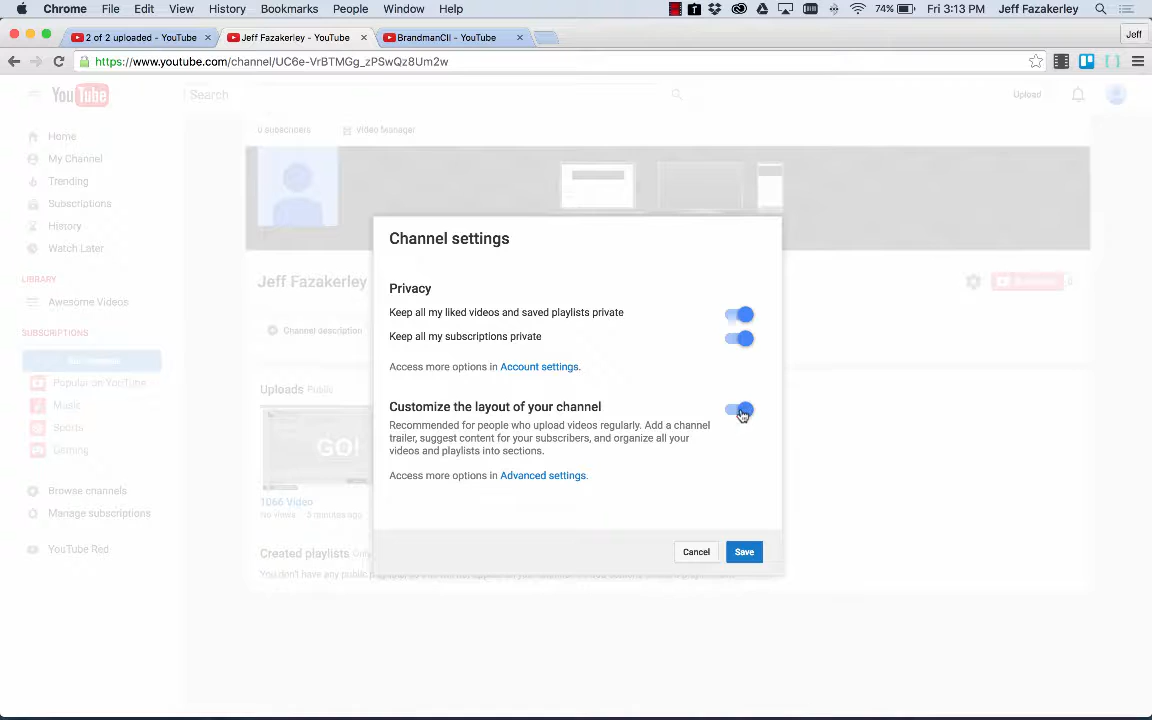 Chrome File Edit View History Bookmarks People Window Help 74% Fri 3:13 PM Jeff Fazakerley
2 of 2 uploaded - YouTube Jeff Fazakerley - YouTube BrandmanCII - YouTube Jeff
https://www.youtube.com/channel/UC6e-VrBTMGg_zPSwQz8Um2w
YouTube Search Upload
0 subscribers Video Manager
Home
My Channel
Trending
Subscriptions
History
Watch Later
LIBRARY
Awesome Videos
SUBSCRIPTIONS
Popular on YouTube
Music
Sports
Gaming
Browse channels
Manage subscriptions
YouTube Red
Jeff Fazakerley
0
Channel description
Uploads Public
GO!
1066 Video
No views 5 minutes ago
Created playlists
You don't have any public
Channel settings
Privacy
Keep all my liked videos and saved playlists private
Keep all my subscriptions private
Access more options in Account settings.
Customize the layout of your channel
Recommended for people who upload videos regularly. Add a channel
trailer, suggest content for your subscribers, and organize all your
videos and playlists into sections.
Access more options in Advanced settings.
Cancel Save